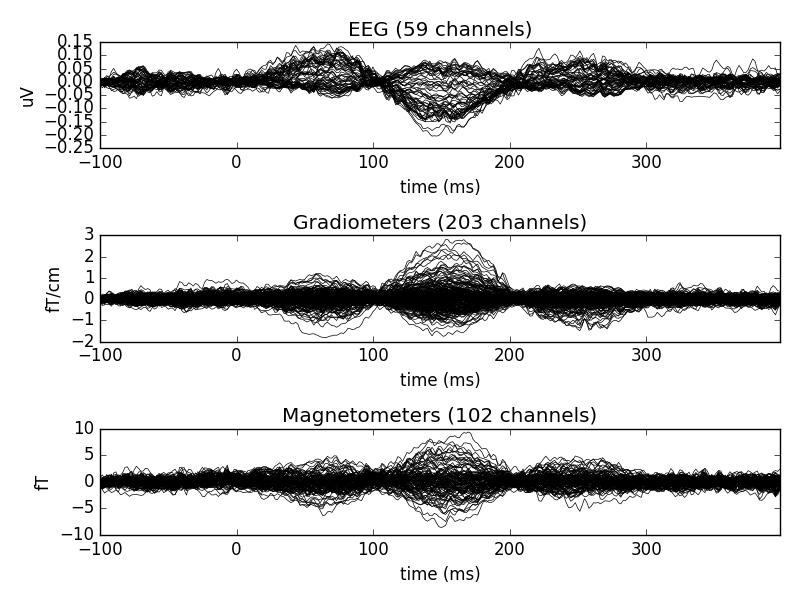 EEG (59 channels)
0.15
0.10
0.05
0.00
−0.05
−0.10
−0.15
−0.20
−0.25
uV
−100 0 100 200 300
time (ms)
Gradiometers (203 channels)
3
2
1
0
−1
−2
fT/cm
−100 0 100 200 300
time (ms)
Magnetometers (102 channels)
10
5
0
−5
−10
fT
−100 0 100 200 300
time (ms)